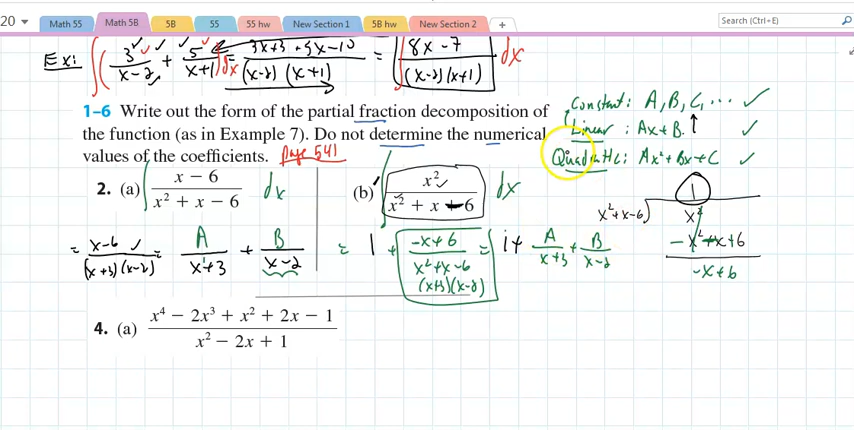 20
Math 55 Math 5B 5B 55 55 hw New Section 1 5B hw New Section 2 +
Search (Ctrl+E)
Ex: ∫ ( 3/(x-2) + 5/(x+1) ) dx = (3x+3 + 5x-10)/((x-2)(x+1)) = ∫ (8x-7)/((x-2)(x+1)) dx
1–6 Write out the form of the partial fraction decomposition of
the function (as in Example 7). Do not determine the numerical
values of the coefficients. Page 541
Constant: A, B, C, ... ✓
Linear: Ax+B. ✓
Quadratic: Ax²+Bx+C ✓
2. (a) ∫ (x − 6)/(x² + x − 6) dx
(b) ∫ x²/(x² + x − 6) dx
= (x-6)/((x+3)(x-2)) = A/(x+3) + B/(x-2)
= 1 + (-x+6)/(x²+x-6) = 1+ A/(x+3) + B/(x-2)
(x+3)(x-2)
1
x²+x-6 ) x²
-x²-x+6
-x+6
4. (a) (x⁴ − 2x³ + x² + 2x − 1)/(x² − 2x + 1)